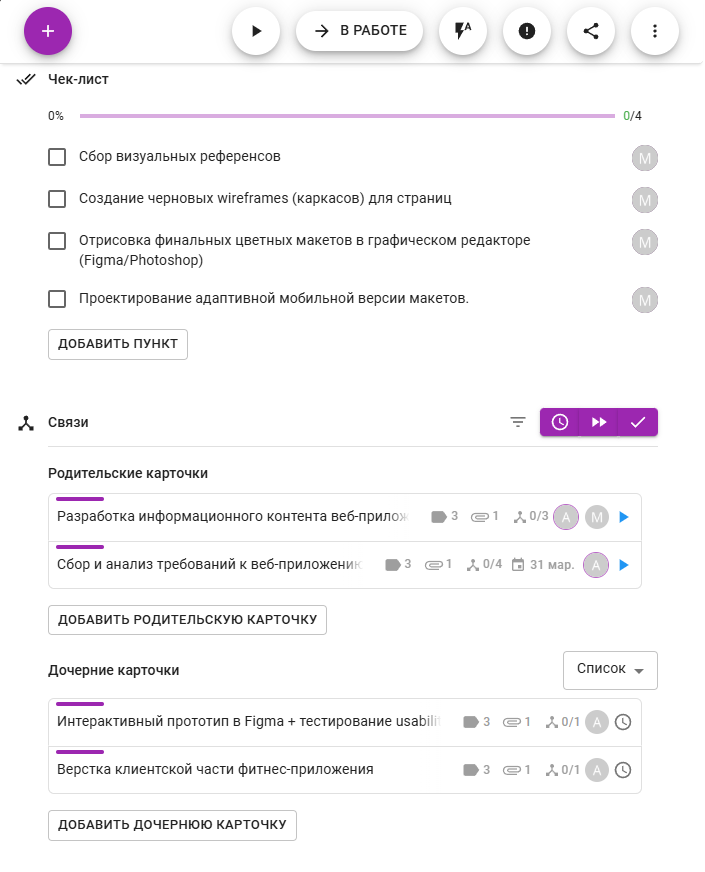 В РАБОТЕ
A
Чек-лист
0%
0/4
Сбор визуальных референсов
М
Создание черновых wireframes (каркасов) для страниц
М
Отрисовка финальных цветных макетов в графическом редакторе
(Figma/Photoshop)
М
Проектирование адаптивной мобильной версии макетов.
М
ДОБАВИТЬ ПУНКТ
Связи
Родительские карточки
Разработка информационного контента веб-прилож 3 1 0/3 А М
Сбор и анализ требований к веб-приложению 3 1 0/4 31 мар. А
ДОБАВИТЬ РОДИТЕЛЬСКУЮ КАРТОЧКУ
Дочерние карточки
Список
Интерактивный прототип в Figma + тестирование usabilit 3 1 0/1 А
Верстка клиентской части фитнес-приложения 3 1 0/1 А
ДОБАВИТЬ ДОЧЕРНЮЮ КАРТОЧКУ